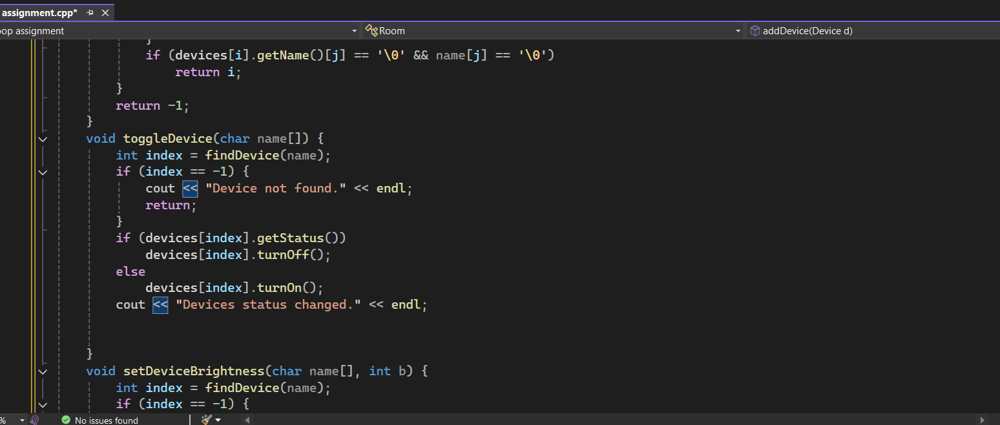 assignment.cpp*
op assignment Room addDevice(Device d)
}
if (devices[i].getName()[j] == '\0' && name[j] == '\0')
return i;
}
return -1;
}
void toggleDevice(char name[]) {
int index = findDevice(name);
if (index == -1) {
cout << "Device not found." << endl;
return;
}
if (devices[index].getStatus())
devices[index].turnOff();
else
devices[index].turnOn();
cout << "Devices status changed." << endl;
}
void setDeviceBrightness(char name[], int b) {
int index = findDevice(name);
if (index == -1) {
% No issues found